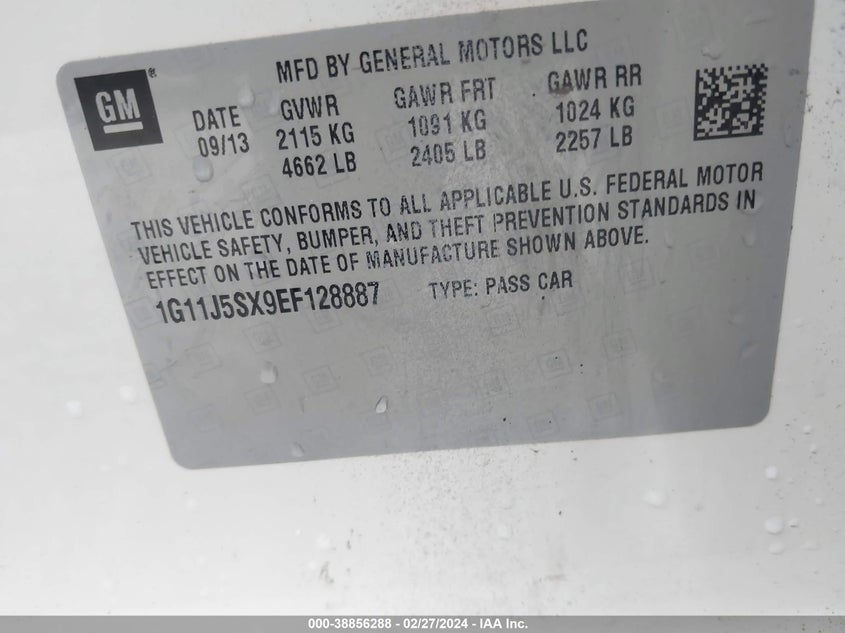 MFD BY GENERAL MOTORS LLC
GM ®
DATE GVWR GAWR FRT GAWR RR
09/13 2115 KG 1091 KG 1024 KG
4662 LB 2405 LB 2257 LB
THIS VEHICLE CONFORMS TO ALL APPLICABLE U.S. FEDERAL MOTOR
VEHICLE SAFETY, BUMPER, AND THEFT PREVENTION STANDARDS IN
EFFECT ON THE DATE OF MANUFACTURE SHOWN ABOVE.
1G11J5SX9EF128887 TYPE: PASS CAR
000-38856288 - 02/27/2024 - IAA Inc.